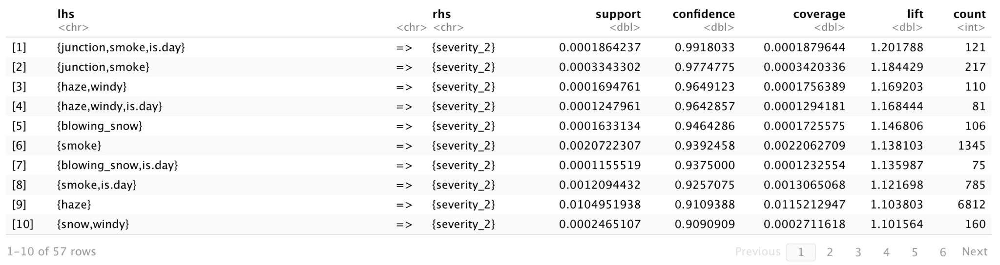 lhs rhs support confidence coverage lift count
<chr> <chr> <chr> <dbl> <dbl> <dbl> <dbl> <int>
[1] {junction,smoke,is.day} => {severity_2} 0.0001864237 0.9918033 0.0001879644 1.201788 121
[2] {junction,smoke} => {severity_2} 0.0003343302 0.9774775 0.0003420336 1.184429 217
[3] {haze,windy} => {severity_2} 0.0001694761 0.9649123 0.0001756389 1.169203 110
[4] {haze,windy,is.day} => {severity_2} 0.0001247961 0.9642857 0.0001294181 1.168444 81
[5] {blowing_snow} => {severity_2} 0.0001633134 0.9464286 0.0001725575 1.146806 106
[6] {smoke} => {severity_2} 0.0020722307 0.9392458 0.0022062709 1.138103 1345
[7] {blowing_snow,is.day} => {severity_2} 0.0001155519 0.9375000 0.0001232554 1.135987 75
[8] {smoke,is.day} => {severity_2} 0.0012094432 0.9257075 0.0013065068 1.121698 785
[9] {haze} => {severity_2} 0.0104951938 0.9109388 0.0115212947 1.103803 6812
[10] {snow,windy} => {severity_2} 0.0002465107 0.9090909 0.0002711618 1.101564 160
1-10 of 57 rows Previous 1 2 3 4 5 6 Next